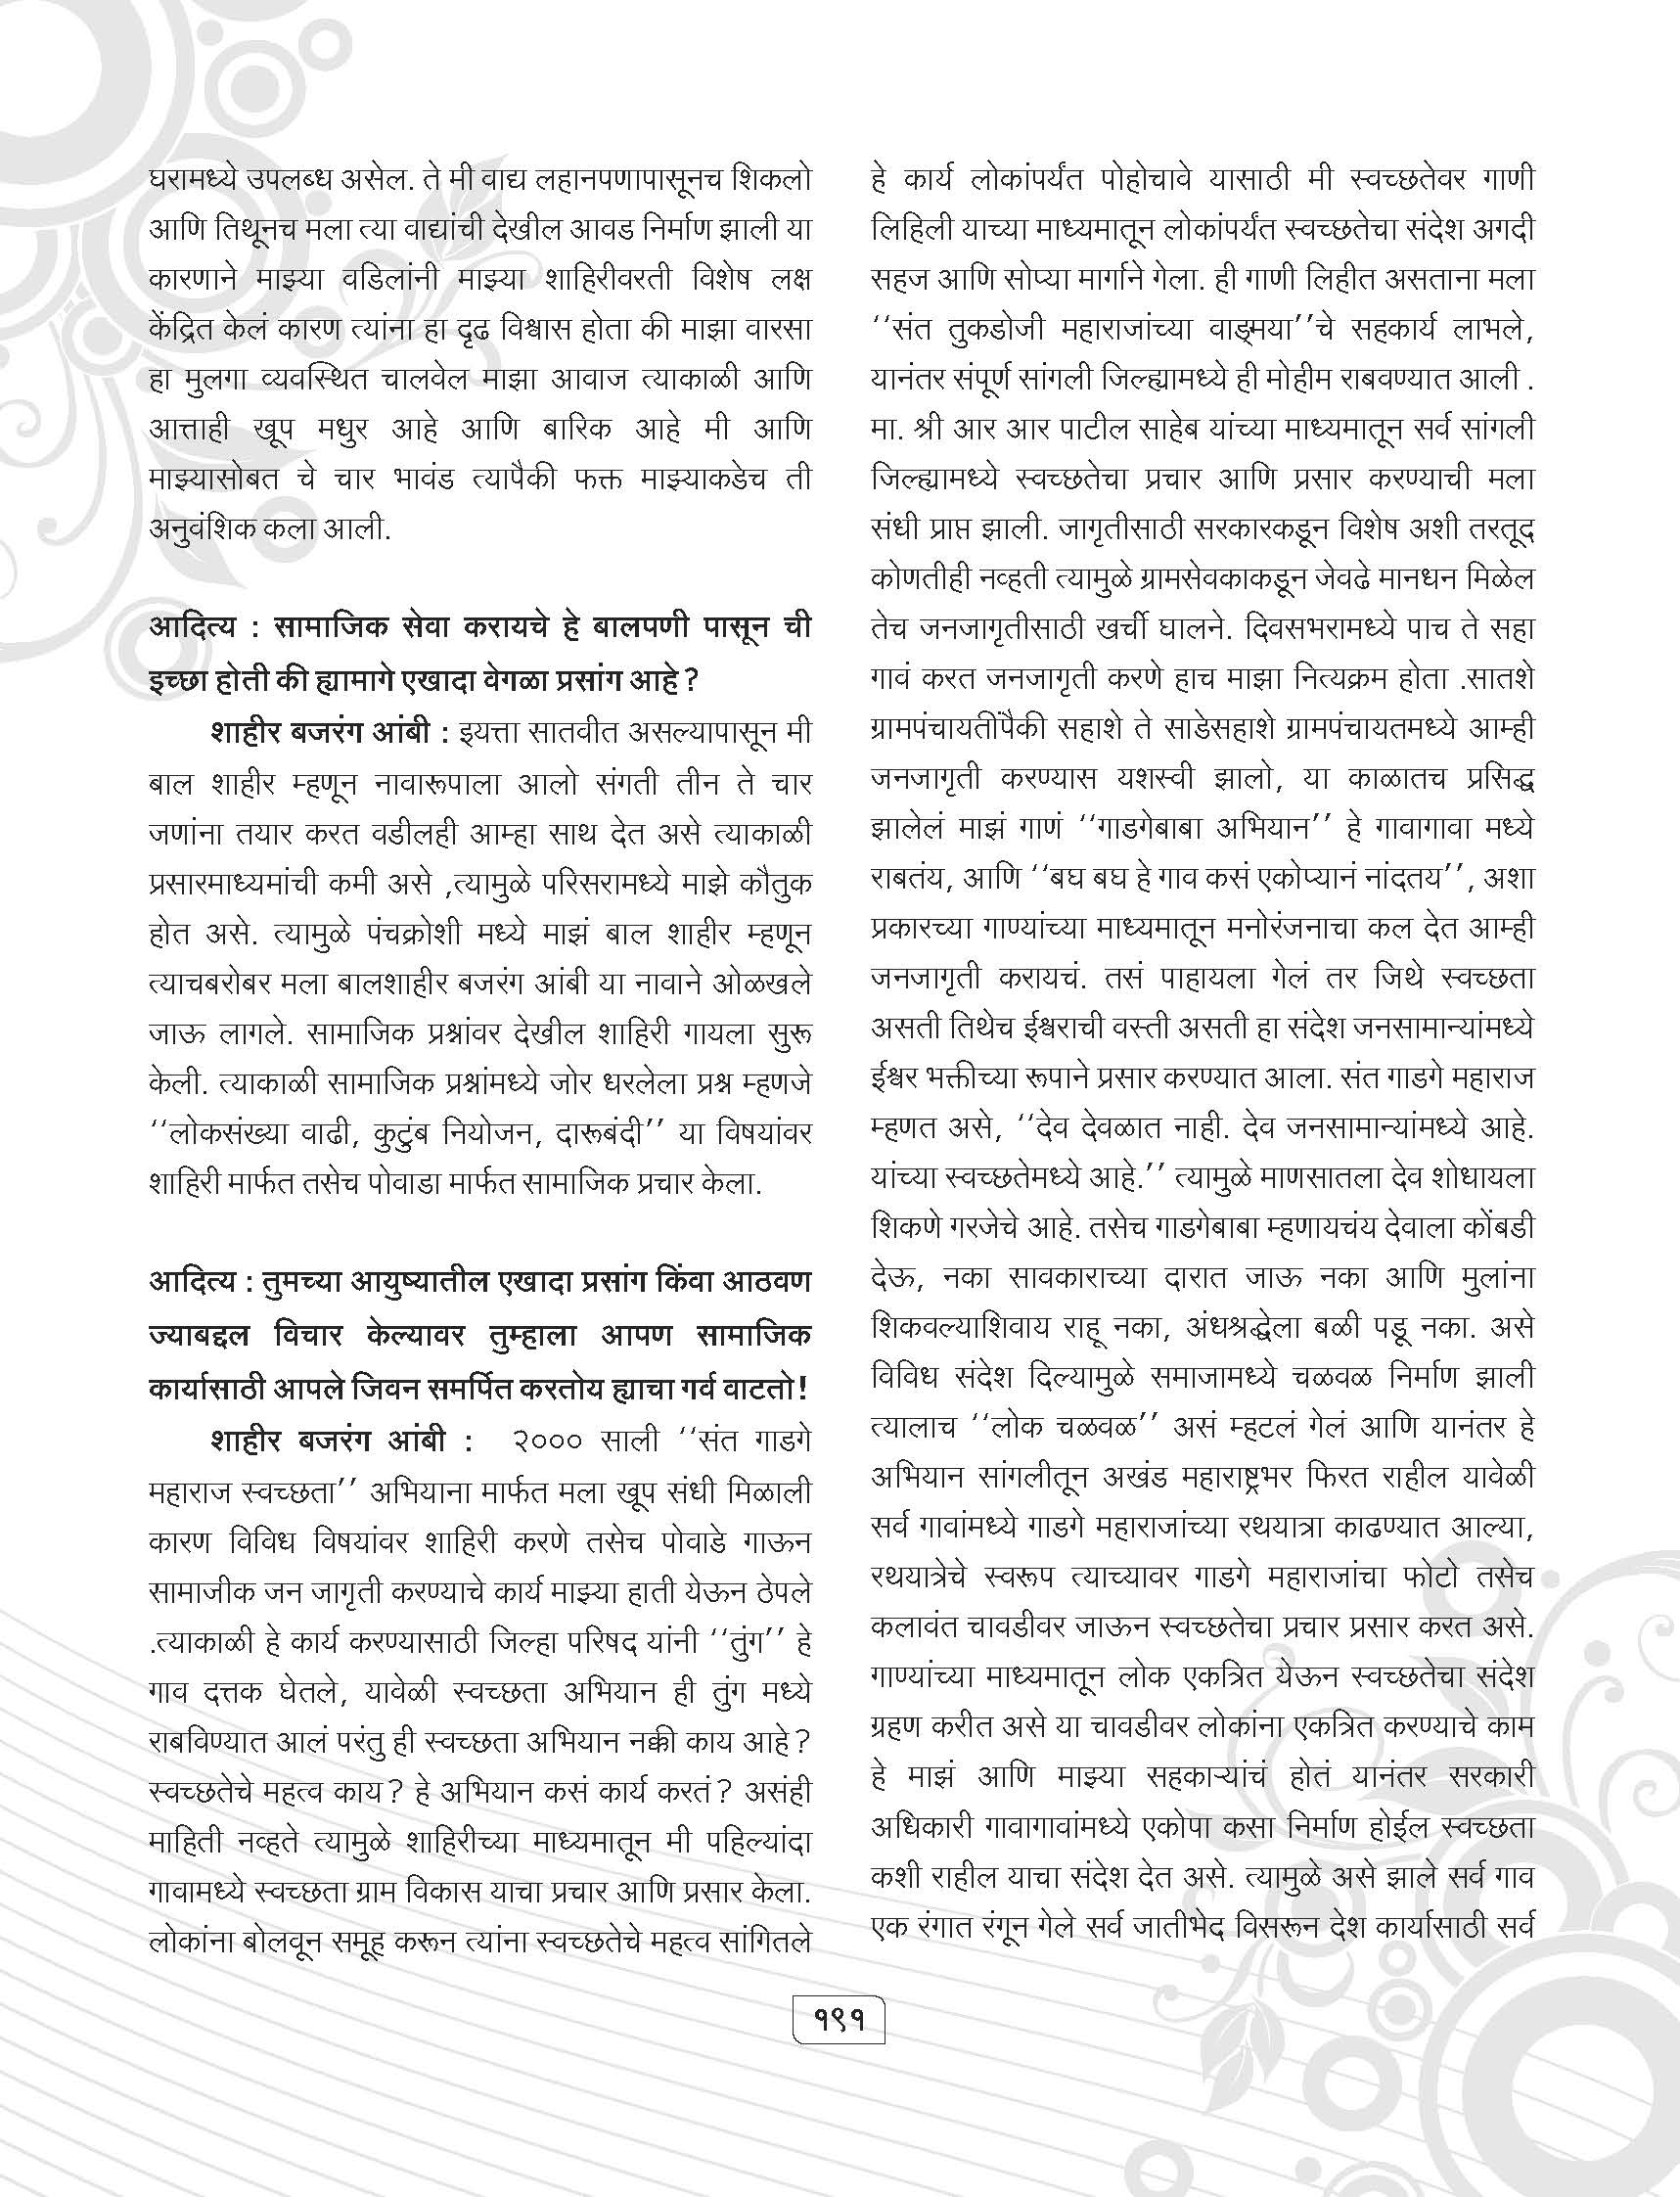 घरामध्ये उपलब्ध असेल. ते मी वाद्य लहानपणापासूनच शिकलो
आणि तिथूनच मला त्या वाद्यांची देखील आवड निर्माण झाली या
कारणाने माझ्या वडिलांनी माझ्या शाहिरीवरती विशेष लक्ष
केंद्रित केलं कारण त्यांना हा दृढ विश्वास होता की माझा वारसा
हा मुलगा व्यवस्थित चालवेल माझा आवाज त्याकाळी आणि
आत्ताही खूप मधुर आहे आणि बारिक आहे मी आणि
माझ्यासोबत चे चार भावंड त्यापैकी फक्त माझ्याकडेच ती
अनुवंशिक कला आली.
आदित्य : सामाजिक सेवा करायचे हे बालपणी पासून ची
इच्छा होती की ह्यामागे एखादा वेगळा प्रसांग आहे?
शाहीर बजरंग आंबी : इयत्ता सातवीत असल्यापासून मी
बाल शाहीर म्हणून नावारूपाला आलो संगती तीन ते चार
जणांना तयार करत वडीलही आम्हा साथ देत असे त्याकाळी
प्रसारमाध्यमांची कमी असे ,त्यामुळे परिसरामध्ये माझे कौतुक
होत असे. त्यामुळे पंचक्रोशी मध्ये माझं बाल शाहीर म्हणून
त्याचबरोबर मला बालशाहीर बजरंग आंबी या नावाने ओळखले
जाऊ लागले. सामाजिक प्रश्नांवर देखील शाहिरी गायला सुरू
केली. त्याकाळी सामाजिक प्रश्नांमध्ये जोर धरलेला प्रश्न म्हणजे
‘‘लोकसंख्या वाढी, कुटुंब नियोजन, दारूबंदी’’ या विषयांवर
शाहिरी मार्फत तसेच पोवाडा मार्फत सामाजिक प्रचार केला.
आदित्य : तुमच्या आयुष्यातील एखादा प्रसांग किंवा आठवण
ज्याबद्दल विचार केल्यावर तुम्हाला आपण सामाजिक
कार्यासाठी आपले जिवन समर्पित करतोय ह्याचा गर्व वाटतो!
शाहीर बजरंग आंबी : २००० साली ‘‘संत गाडगे
महाराज स्वच्छता’’ अभियाना मार्फत मला खूप संधी मिळाली
कारण विविध विषयांवर शाहिरी करणे तसेच पोवाडे गाऊन
सामाजीक जन जागृती करण्याचे कार्य माझ्या हाती येऊन ठेपले
.त्याकाळी हे कार्य करण्यासाठी जिल्हा परिषद यांनी ‘‘तुंग’’ हे
गाव दत्तक घेतले, यावेळी स्वच्छता अभियान ही तुंग मध्ये
राबविण्यात आलं परंतु ही स्वच्छता अभियान नक्की काय आहे?
स्वच्छतेचे महत्व काय? हे अभियान कसं कार्य करतं? असंही
माहिती नव्हते त्यामुळे शाहिरीच्या माध्यमातून मी पहिल्यांदा
गावामध्ये स्वच्छता ग्राम विकास याचा प्रचार आणि प्रसार केला.
लोकांना बोलवून समूह करून त्यांना स्वच्छतेचे महत्व सांगितले
हे कार्य लोकांपर्यंत पोहोचावे यासाठी मी स्वच्छतेवर गाणी
लिहिली याच्या माध्यमातून लोकांपर्यंत स्वच्छतेचा संदेश अगदी
सहज आणि सोप्या मार्गाने गेला. ही गाणी लिहीत असताना मला
‘‘संत तुकडोजी महाराजांच्या वाड्मया’’चे सहकार्य लाभले,
यानंतर संपूर्ण सांगली जिल्ह्यामध्ये ही मोहीम राबवण्यात आली .
मा. श्री आर आर पाटील साहेब यांच्या माध्यमातून सर्व सांगली
जिल्ह्यामध्ये स्वच्छतेचा प्रचार आणि प्रसार करण्याची मला
संधी प्राप्त झाली. जागृतीसाठी सरकारकडून विशेष अशी तरतूद
कोणतीही नव्हती त्यामुळे ग्रामसेवकाकडून जेवढे मानधन मिळेल
तेच जनजागृतीसाठी खर्ची घालने. दिवसभरामध्ये पाच ते सहा
गावं करत जनजागृती करणे हाच माझा नित्यक्रम होता .सातशे
ग्रामपंचायतींपैकी सहाशे ते साडेसहाशे ग्रामपंचायतमध्ये आम्ही
जनजागृती करण्यास यशस्वी झालो, या काळातच प्रसिद्ध
झालेलं माझं गाणं ‘‘गाडगेबाबा अभियान’’ हे गावागावा मध्ये
राबतंय, आणि ‘‘बघ बघ हे गाव कसं एकोप्यानं नांदतय’’, अशा
प्रकारच्या गाण्यांच्या माध्यमातून मनोरंजनाचा कल देत आम्ही
जनजागृती करायचं. तसं पाहायला गेलं तर जिथे स्वच्छता
असती तिथेच ईश्वराची वस्ती असती हा संदेश जनसामान्यांमध्ये
ईश्वर भक्तीच्या रूपाने प्रसार करण्यात आला. संत गाडगे महाराज
म्हणत असे, ‘‘देव देवळात नाही. देव जनसामान्यांमध्ये आहे.
यांच्या स्वच्छतेमध्ये आहे.’’ त्यामुळे माणसातला देव शोधायला
शिकणे गरजेचे आहे. तसेच गाडगेबाबा म्हणायचंय देवाला कोंबडी
देऊ, नका सावकाराच्या दारात जाऊ नका आणि मुलांना
शिकवल्याशिवाय राहू नका, अंधश्रद्धेला बळी पडू नका. असे
विविध संदेश दिल्यामुळे समाजामध्ये चळवळ निर्माण झाली
त्यालाच ‘‘लोक चळवळ’’ असं म्हटलं गेलं आणि यानंतर हे
अभियान सांगलीतून अखंड महाराष्ट्रभर फिरत राहील यावेळी
सर्व गावांमध्ये गाडगे महाराजांच्या रथयात्रा काढण्यात आल्या,
रथयात्रेचे स्वरूप त्याच्यावर गाडगे महाराजांचा फोटो तसेच
कलावंत चावडीवर जाऊन स्वच्छतेचा प्रचार प्रसार करत असे.
गाण्यांच्या माध्यमातून लोक एकत्रित येऊन स्वच्छतेचा संदेश
ग्रहण करीत असे या चावडीवर लोकांना एकत्रित करण्याचे काम
हे माझं आणि माझ्या सहकाऱ्यांचं होतं यानंतर सरकारी
अधिकारी गावागावांमध्ये एकोपा कसा निर्माण होईल स्वच्छता
कशी राहील याचा संदेश देत असे. त्यामुळे असे झाले सर्व गाव
एक रंगात रंगून गेले सर्व जातीभेद विसरून देश कार्यासाठी सर्व
१९१